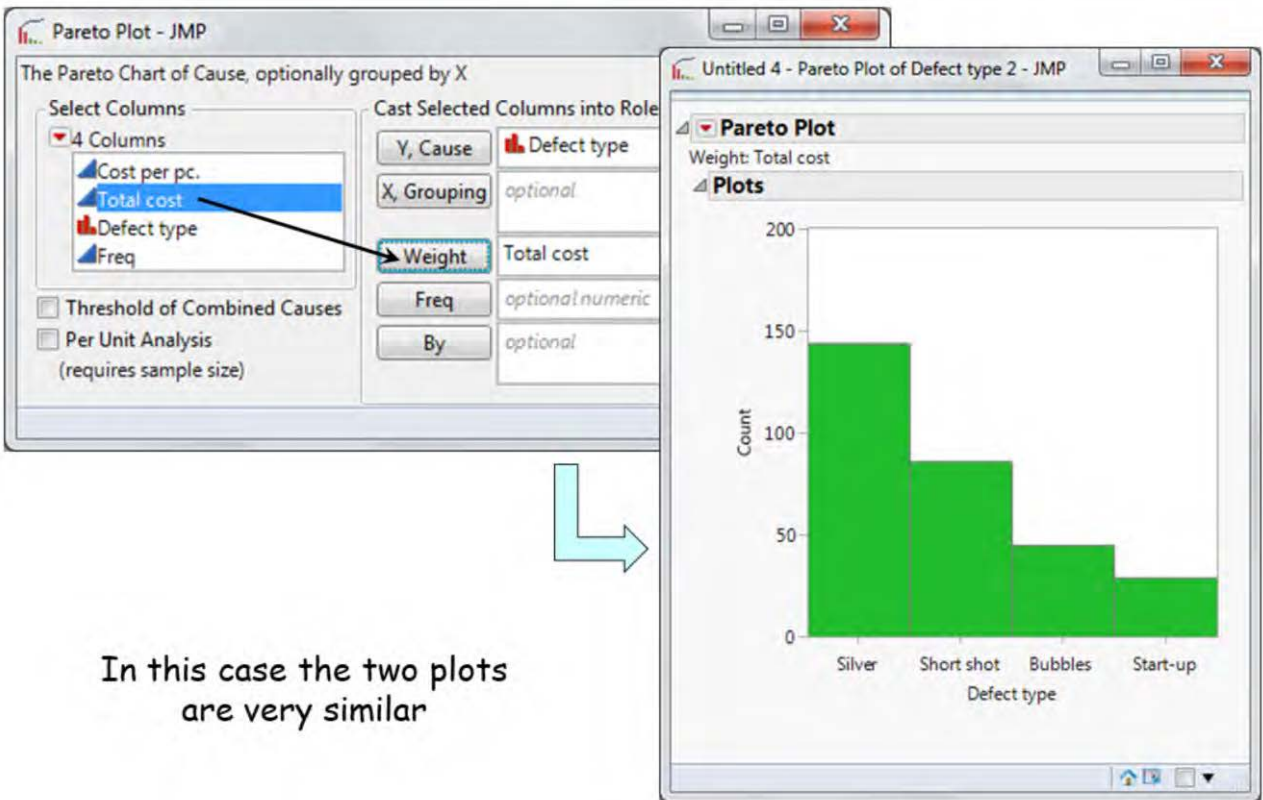 Pareto Plot - JMP
The Pareto Chart of Cause, optionally grouped by X
Select Columns
4 Columns
Cost per pc.
Total cost
Defect type
Freq
Threshold of Combined Causes
Per Unit Analysis
(requires sample size)
Cast Selected Columns into Role
Y, Cause
Defect type
X, Grouping
optional
Weight
Total cost
Freq
optional numeric
By
optional
Untitled 4 - Pareto Plot of Defect type 2 - JMP
Pareto Plot
Weight: Total cost
Plots
200
150
100
50
0
Count
Silver Short shot Bubbles Start-up
Defect type
In this case the two plots
are very similar